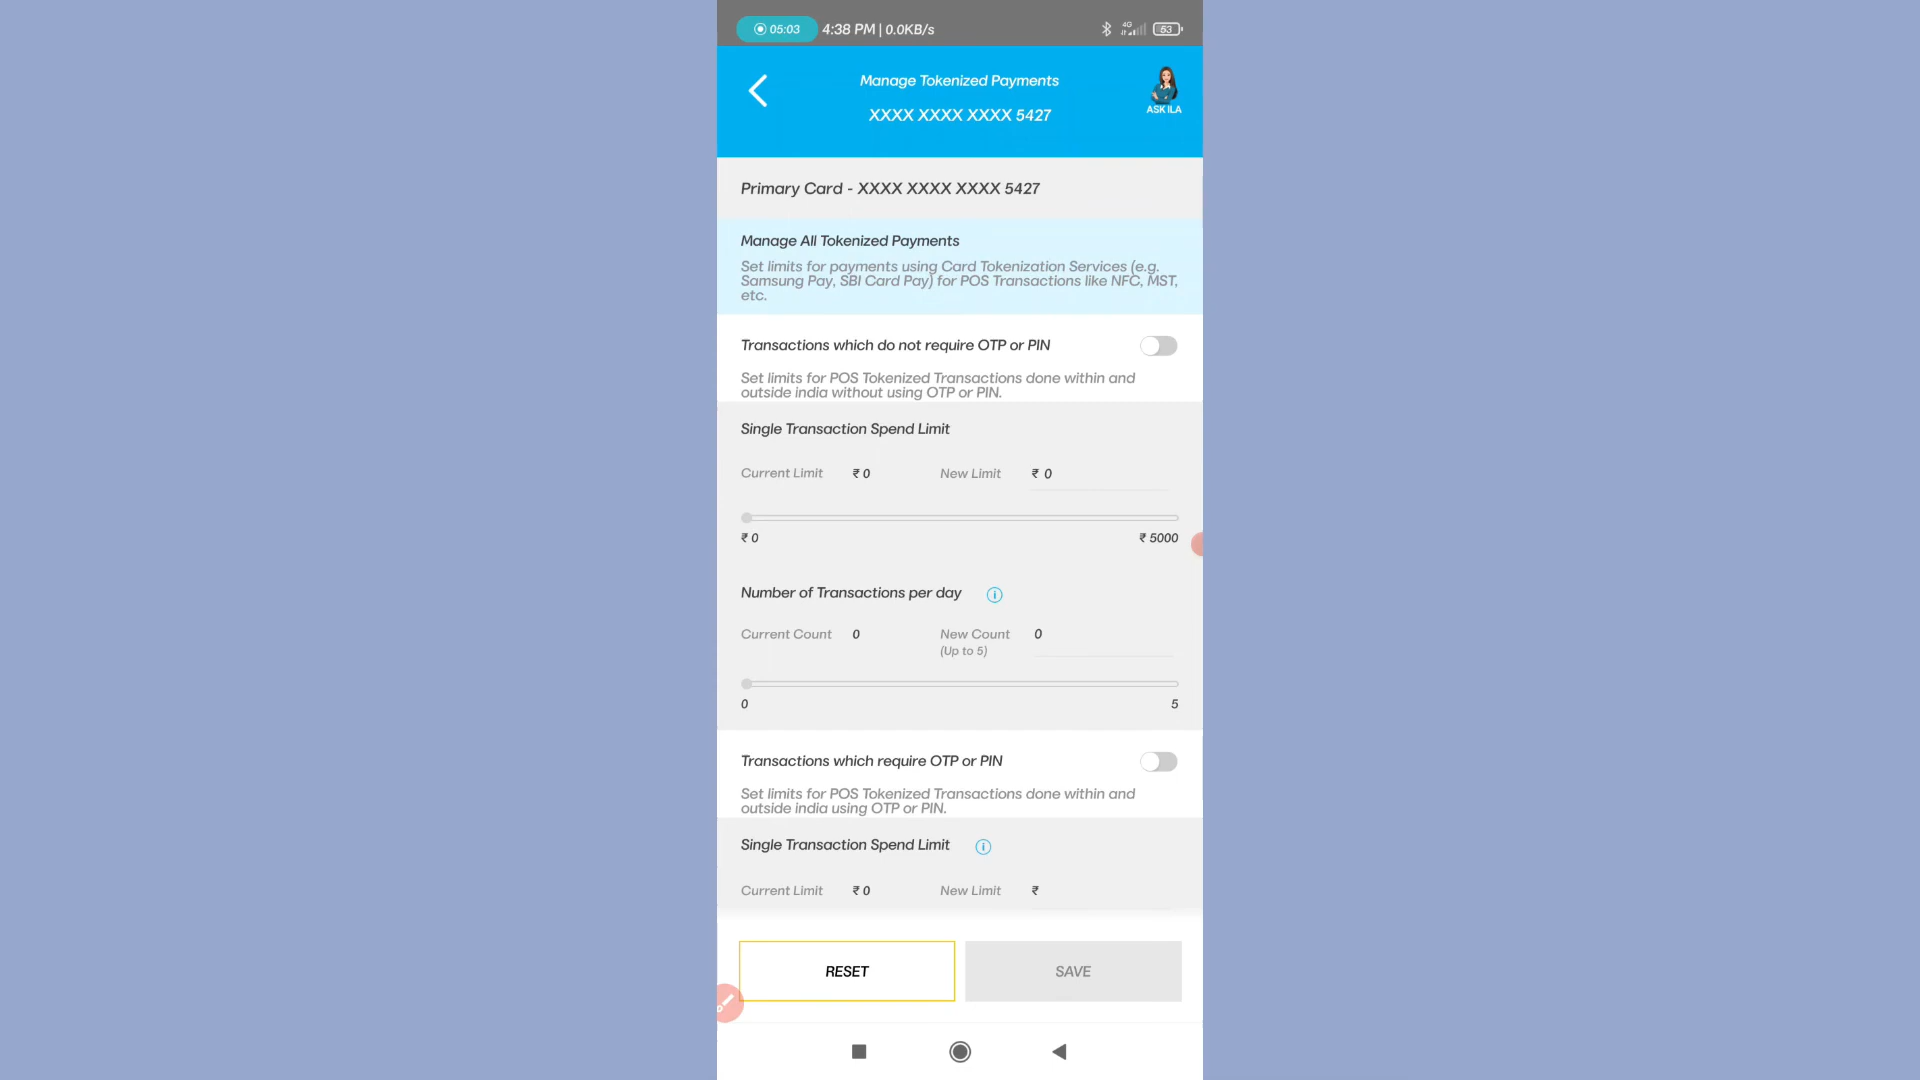 05:03 4:38 PM | 0.0KB/s 4G 53
Manage Tokenized Payments
XXXX XXXX XXXX 5427
ASK ILA
Primary Card - XXXX XXXX XXXX 5427
Manage All Tokenized Payments
Set limits for payments using Card Tokenization Services (e.g.
Samsung Pay, SBI Card Pay) for POS Transactions like NFC, MST,
etc.
Transactions which do not require OTP or PIN
Set limits for POS Tokenized Transactions done within and
outside india without using OTP or PIN.
Single Transaction Spend Limit
Current Limit ₹ 0 New Limit ₹ 0
₹ 0 ₹ 5000
Number of Transactions per day i
Current Count 0 New Count 0
(Up to 5)
0 5
Transactions which require OTP or PIN
Set limits for POS Tokenized Transactions done within and
outside india using OTP or PIN.
Single Transaction Spend Limit i
Current Limit ₹ 0 New Limit ₹
RESET SAVE